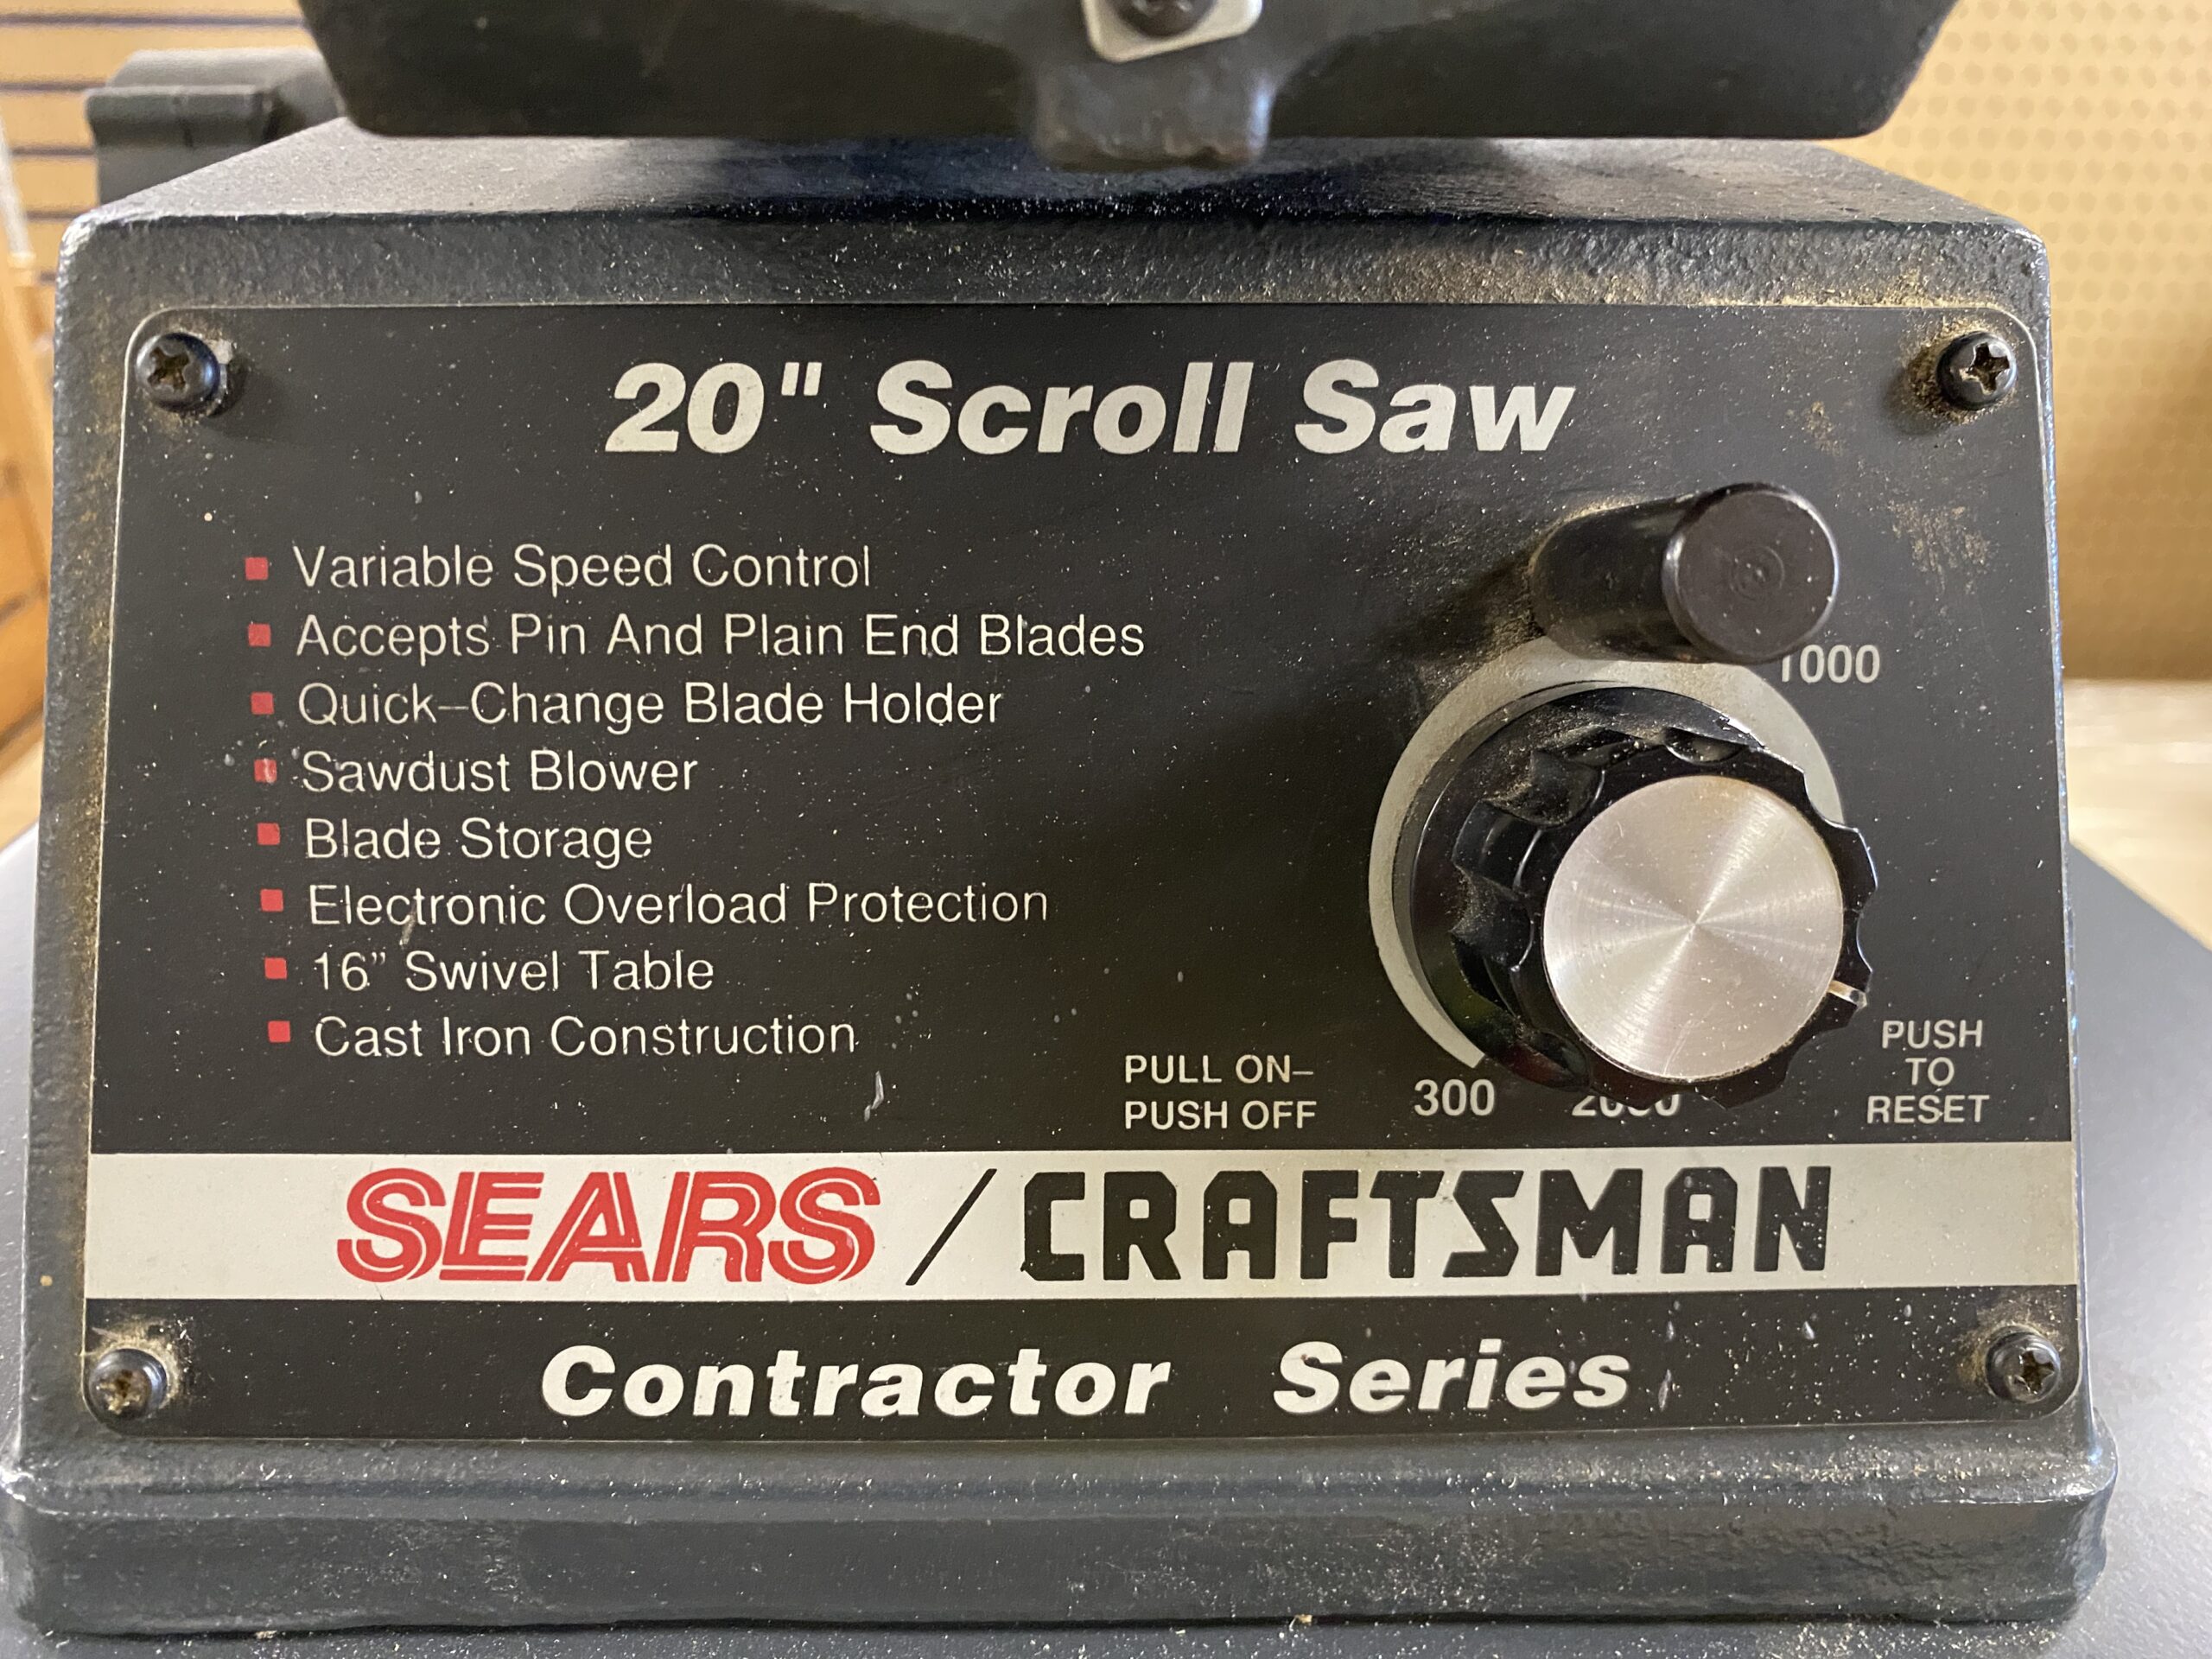 20" Scroll Saw
Variable Speed Control
Accepts Pin And Plain End Blades
Quick–Change Blade Holder
Sawdust Blower
Blade Storage
Electronic Overload Protection
16" Swivel Table
Cast Iron Construction
1000
PULL ON–
PUSH OFF
300
PUSH
TO
RESET
SEARS / CRAFTSMAN
Contractor Series